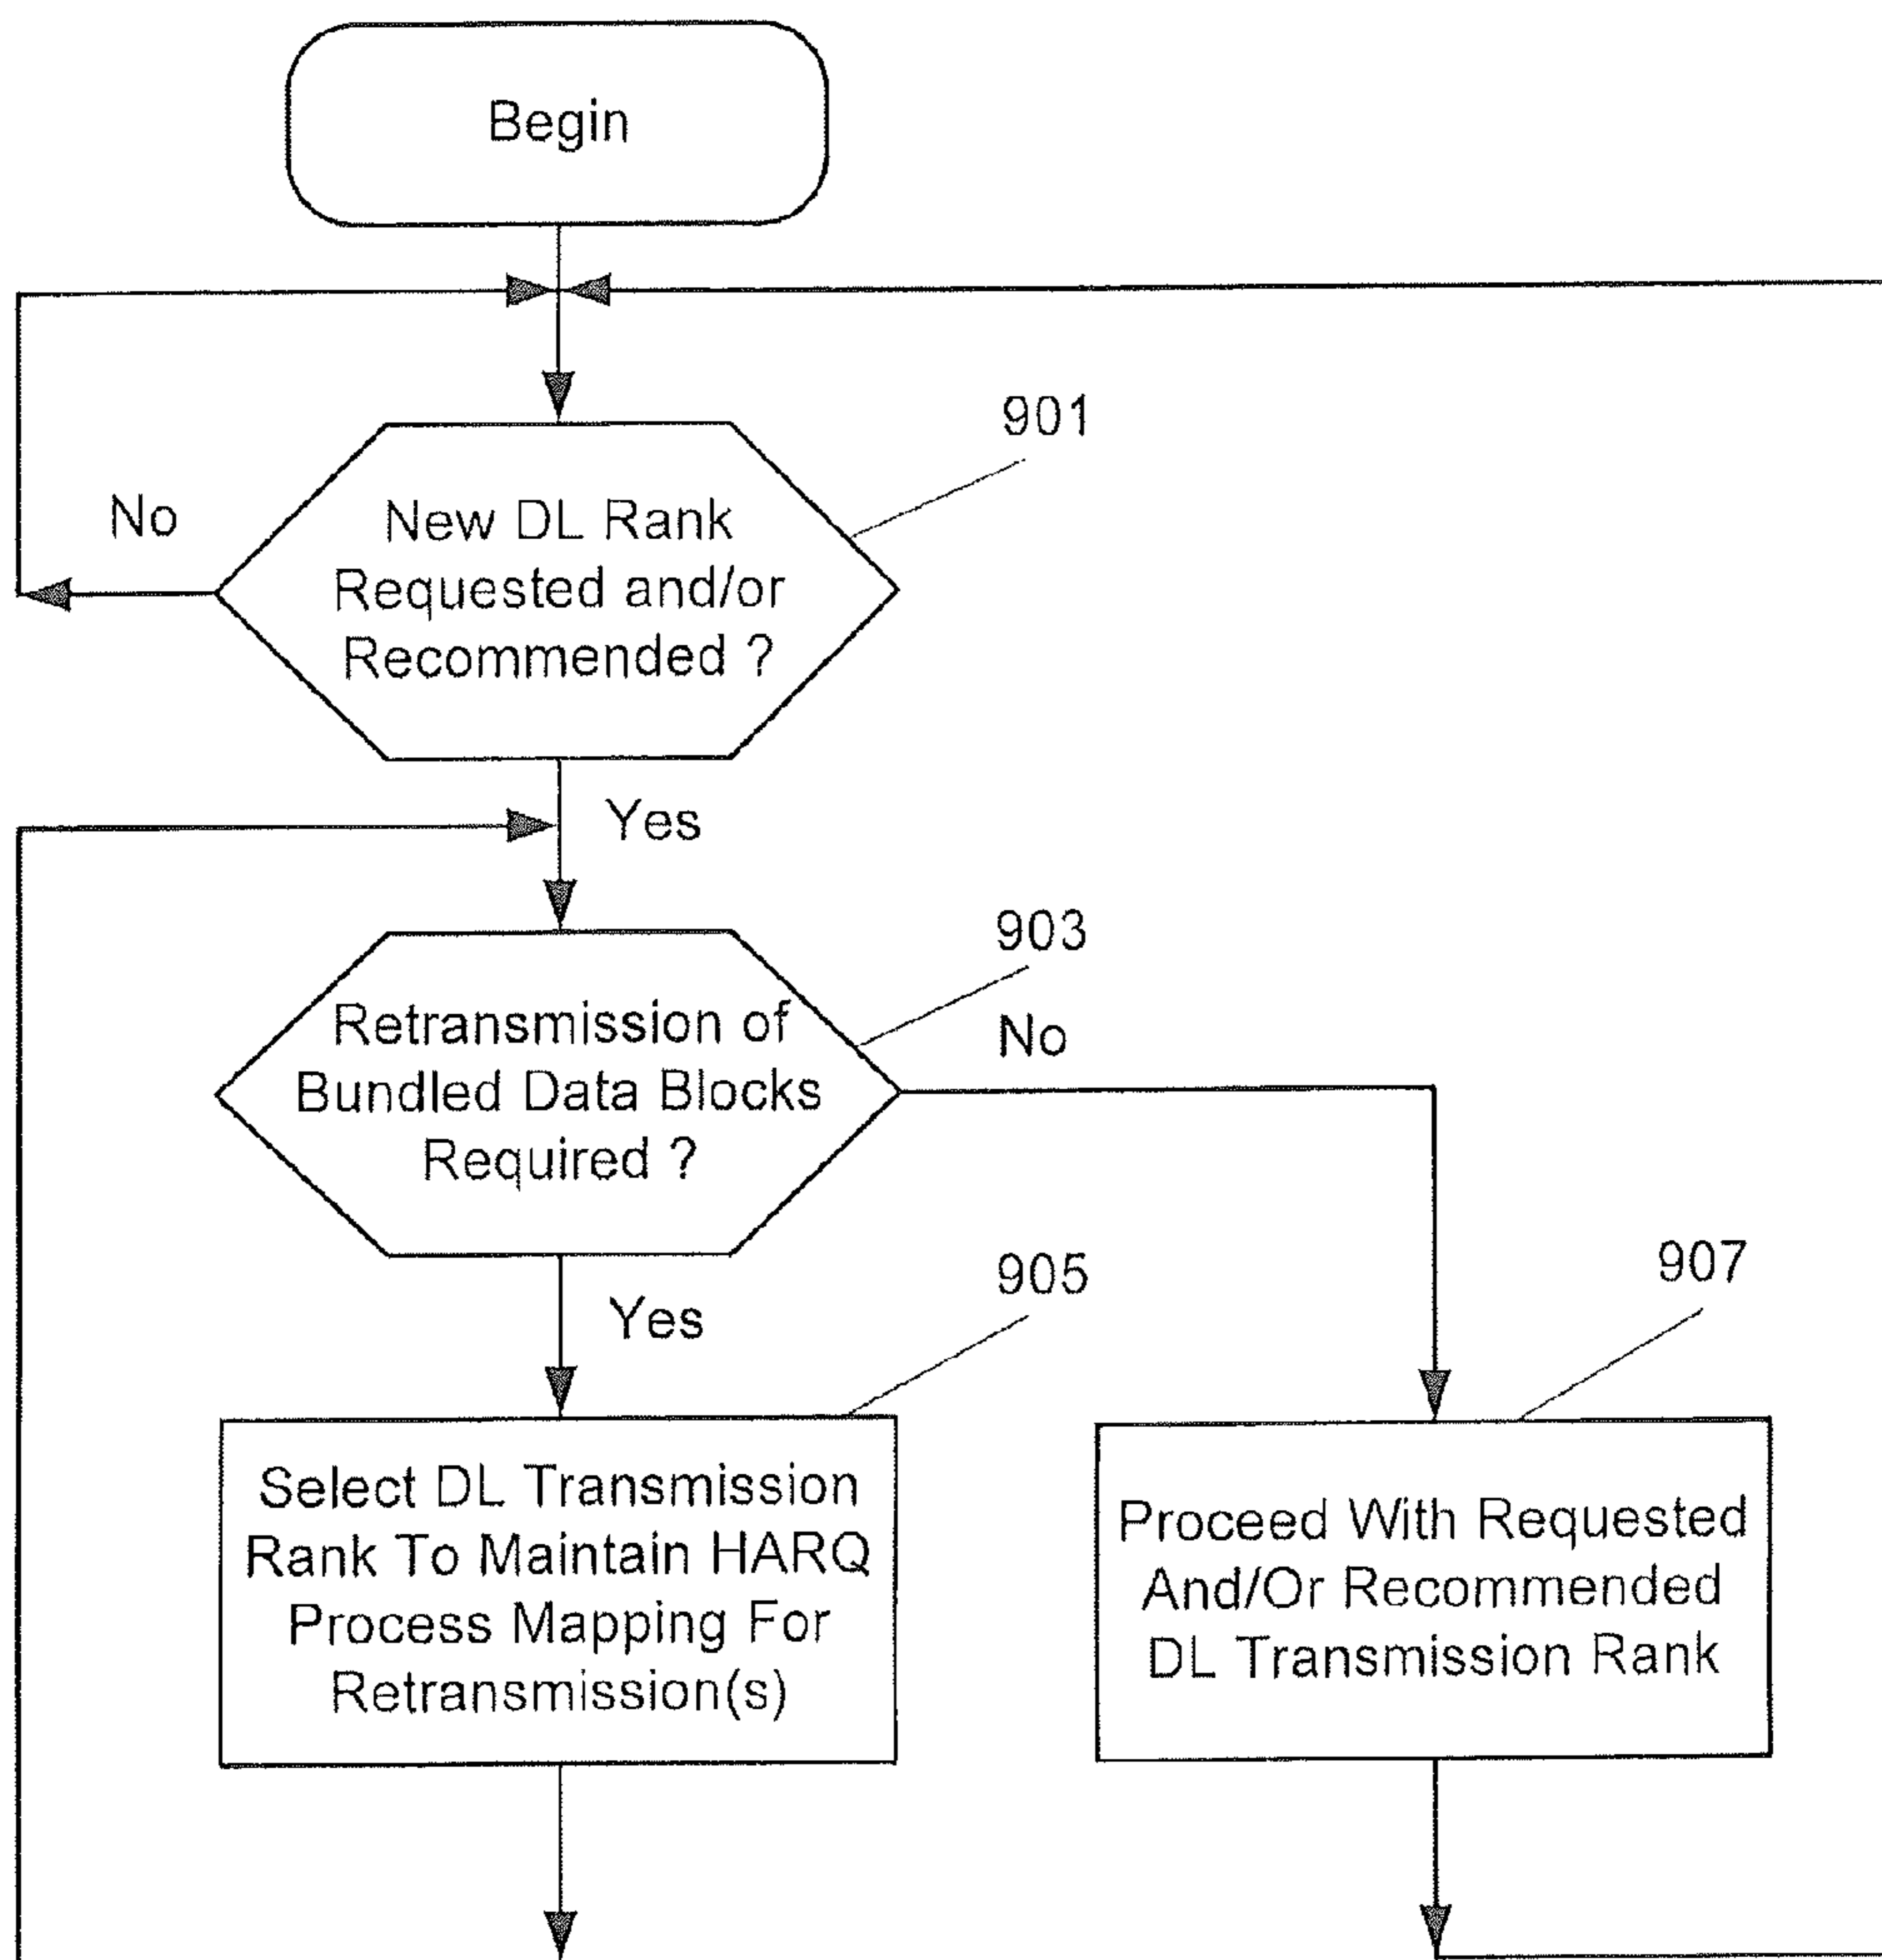 Begin
901
No
New DL Rank
Requested and/or
Recommended ?
Yes
903
Retransmission of
Bundled Data Blocks
Required ?
No
905
907
Yes
Select DL Transmission
Rank To Maintain HARQ
Process Mapping For
Retransmission(s)
Proceed With Requested
And/Or Recommended
DL Transmission Rank